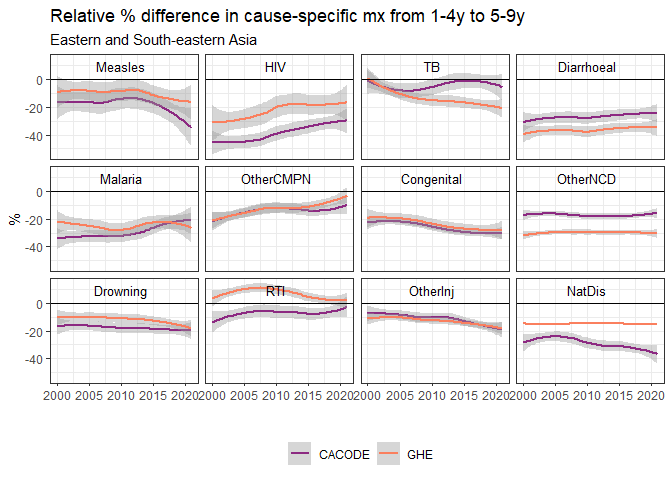 Relative % difference in cause-specific mx from 1-4y to 5-9y
Eastern and South-eastern Asia
Measles HIV TB Diarrhoeal
0
-20
-40
Malaria OtherCMPN Congenital OtherNCD
0
-20
-40
%
Drowning RTI OtherInj NatDis
0
-20
-40
2000 2005 2010 2015 2020 2000 2005 2010 2015 2020 2000 2005 2010 2015 2020 2000 2005 2010 2015 2020
CACODE GHE